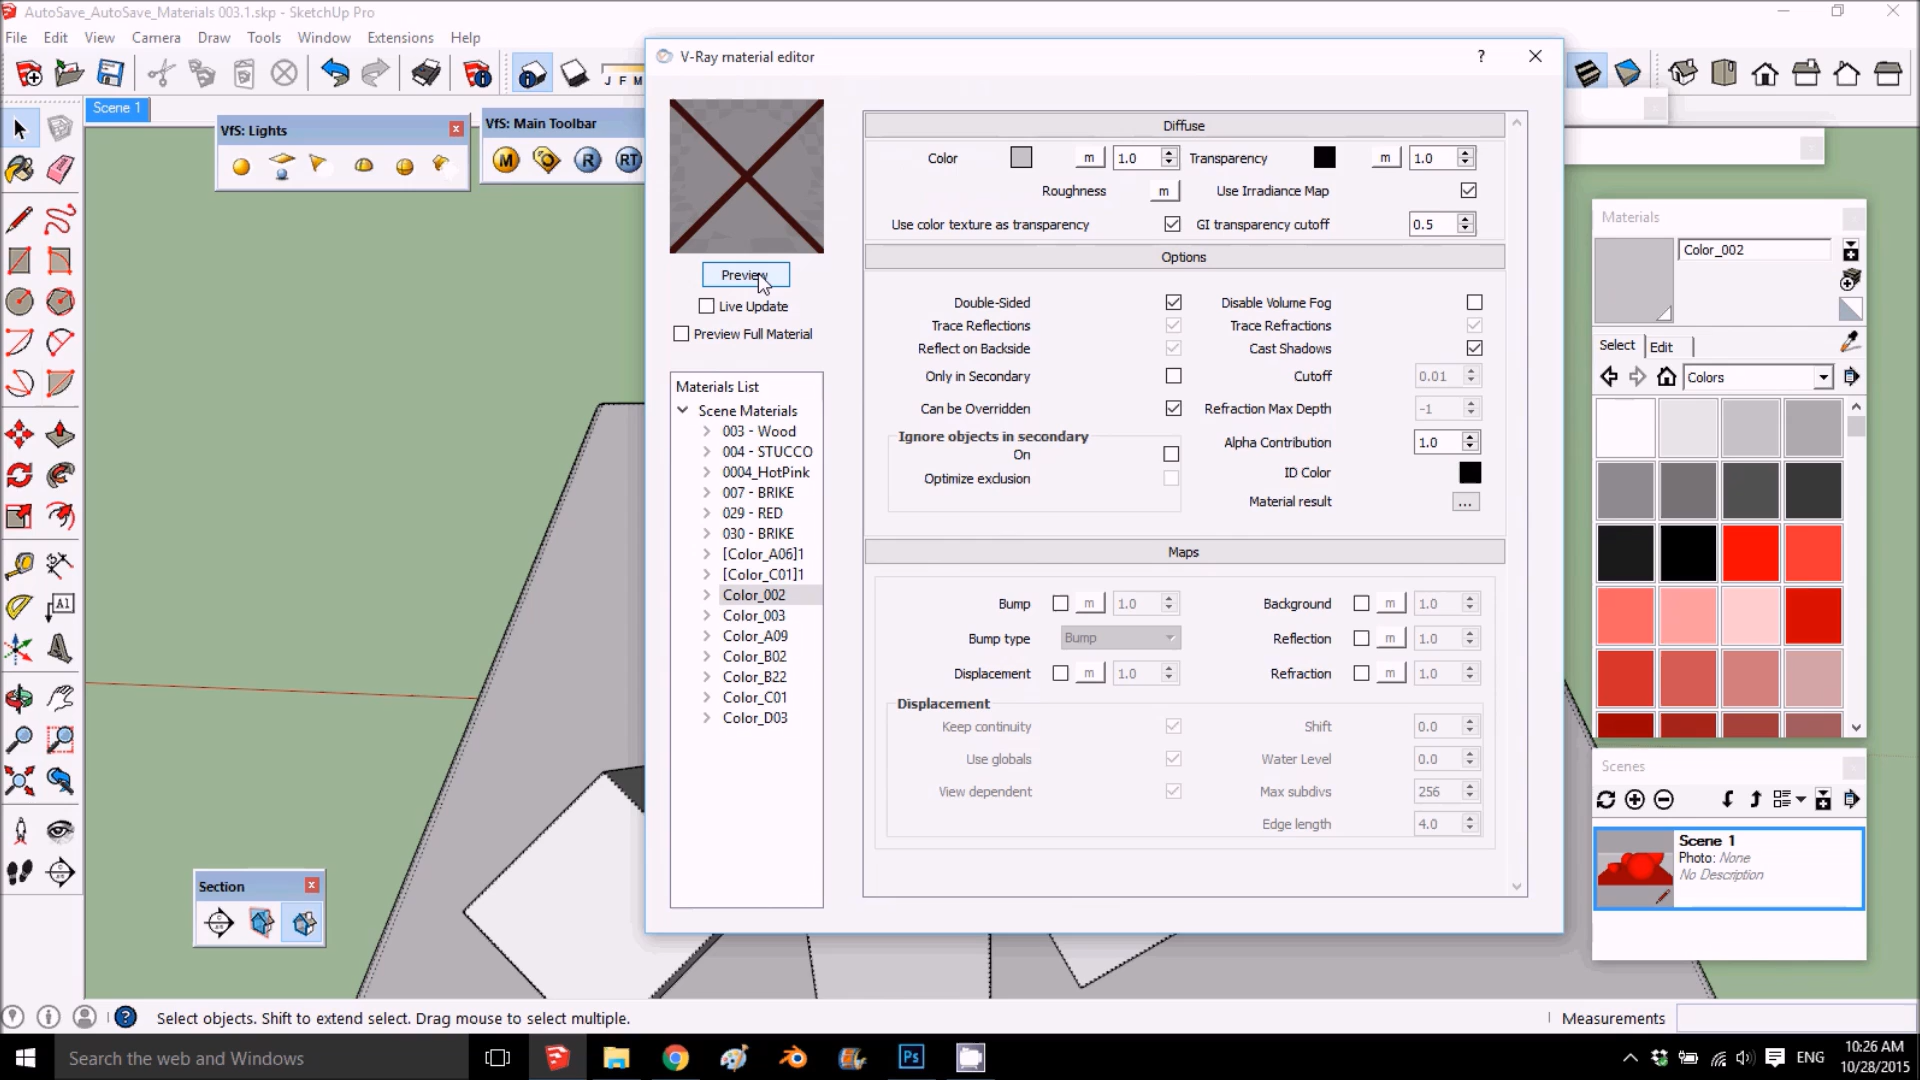 AutoSave_AutoSave_Materials 003.1.skp - SketchUp Pro
File Edit View Camera Draw Tools Window Extensions Help
J F M
Scene 1
VfS: Lights
VfS: Main Toolbar
M R RT
V-Ray material editor
?
Preview
Live Update
Preview Full Material
Materials List
Scene Materials
003 - Wood
004 - STUCCO
0004_HotPink
007 - BRIKE
029 - RED
030 - BRIKE
[Color_A06]1
[Color_C01]1
Color_002
Color_003
Color_A09
Color_B02
Color_B22
Color_C01
Color_D03
Diffuse
Color m 1.0 Transparency m 1.0
Roughness m Use Irradiance Map
Use color texture as transparency GI transparency cutoff 0.5
Options
Double-Sided Disable Volume Fog
Trace Reflections Trace Refractions
Reflect on Backside Cast Shadows
Only in Secondary Cutoff 0.01
Can be Overridden Refraction Max Depth -1
Ignore objects in secondary
On
Alpha Contribution 1.0
Optimize exclusion
ID Color
Material result ...
Maps
Bump m 1.0 Background m 1.0
Bump type Bump Reflection m 1.0
Displacement m 1.0 Refraction m 1.0
Displacement
Keep continuity Shift 0.0
Use globals Water Level 0.0
View dependent Max subdivs 256
Edge length 4.0
Materials
Color_002
Select Edit
Colors
Scenes
Scene 1
Photo: None
No Description
Section
A1
Select objects. Shift to extend select. Drag mouse to select multiple.
Measurements
Search the web and Windows
Ps
ENG
10:26 AM
10/28/2015